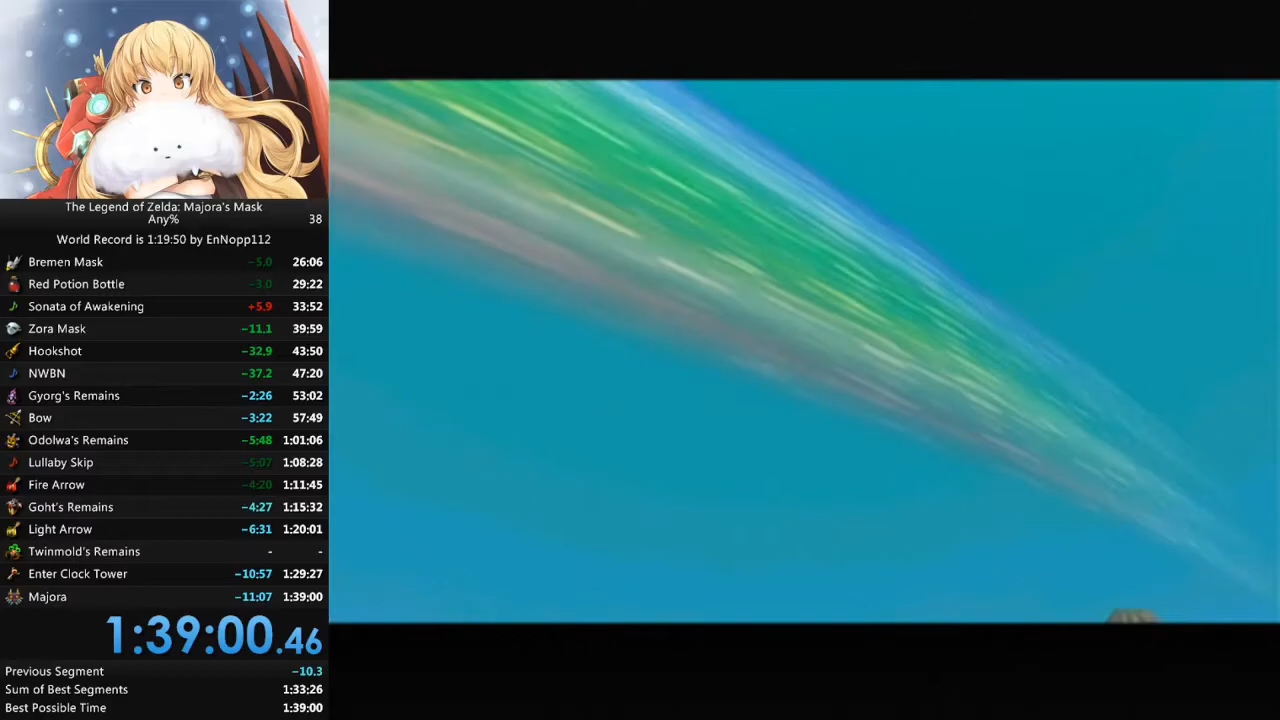 The Legend of Zelda: Majora's Mask
Any% 38
World Record is 1:19:50 by EnNopp112
Bremen Mask −5.0 26:06
Red Potion Bottle −3.0 29:22
Sonata of Awakening +5.9 33:52
Zora Mask −11.1 39:59
Hookshot −32.9 43:50
NWBN −37.2 47:20
Gyorg's Remains −2:26 53:02
Bow −3:22 57:49
Odolwa's Remains −5:48 1:01:06
Lullaby Skip −5:07 1:08:28
Fire Arrow −4:20 1:11:45
Goht's Remains −4:27 1:15:32
Light Arrow −6:31 1:20:01
Twinmold's Remains - -
Enter Clock Tower −10:57 1:29:27
Majora −11:07 1:39:00
1:39:00.46
Previous Segment −10.3
Sum of Best Segments 1:33:26
Best Possible Time 1:39:00